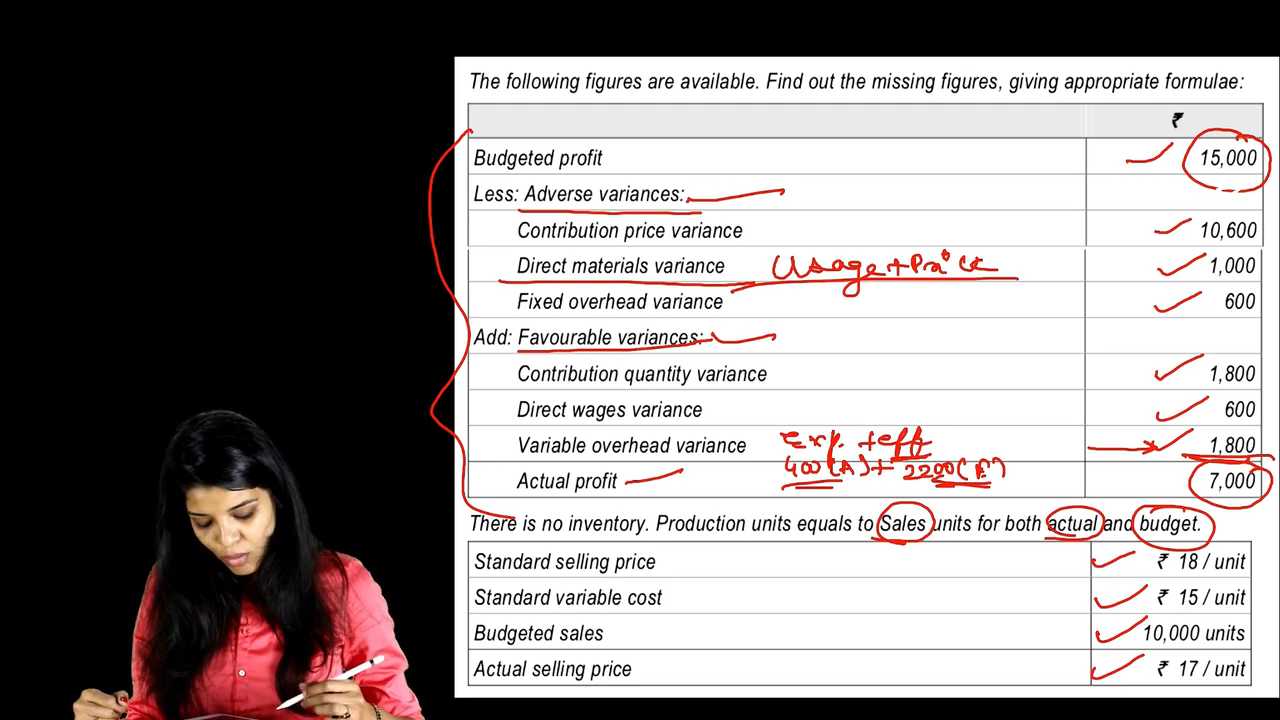 The following figures are available. Find out the missing figures, giving appropriate formulae:
₹
Budgeted profit 15,000
Less: Adverse variances:
Contribution price variance 10,600
Direct materials variance Usage + Price 1,000
Fixed overhead variance 600
Add: Favourable variances:
Contribution quantity variance 1,800
Direct wages variance 600
Variable overhead variance Exp. + eff 1,800
400 (A) + 2200 (F)
Actual profit 7,000
There is no inventory. Production units equals to Sales units for both actual and budget.
Standard selling price ₹ 18 / unit
Standard variable cost ₹ 15 / unit
Budgeted sales 10,000 units
Actual selling price ₹ 17 / unit